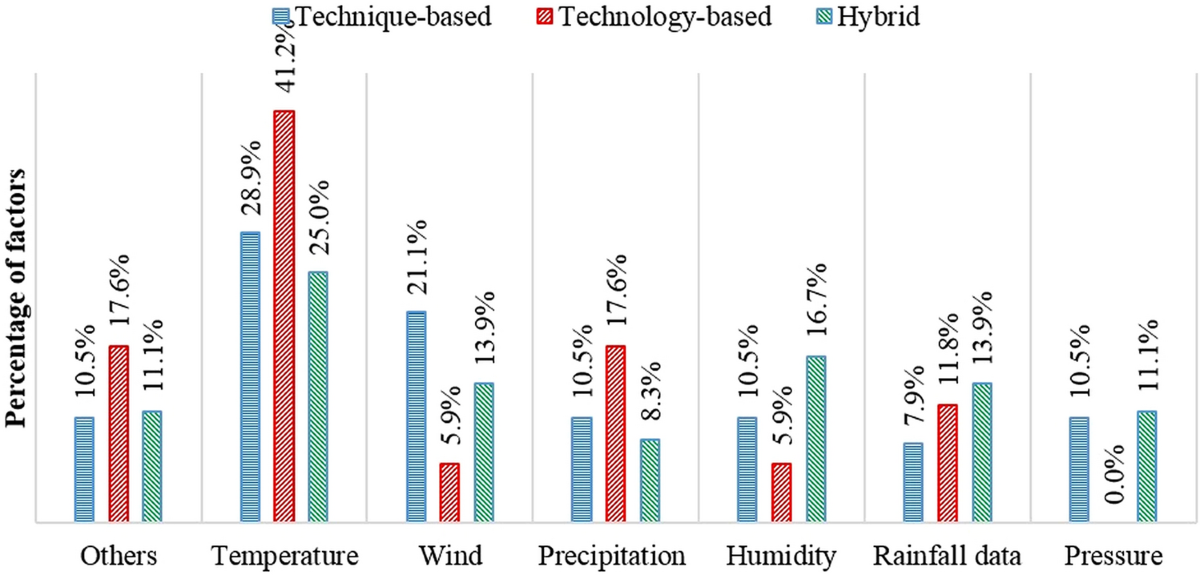 Technique-based Technology-based Hybrid
Percentage of factors
10.5% 17.6% 11.1%
28.9% 41.2% 25.0%
21.1% 5.9% 13.9%
10.5% 17.6% 8.3%
10.5% 5.9% 16.7%
7.9% 11.8% 13.9%
10.5% 0.0% 11.1%
Others Temperature Wind Precipitation Humidity Rainfall data Pressure